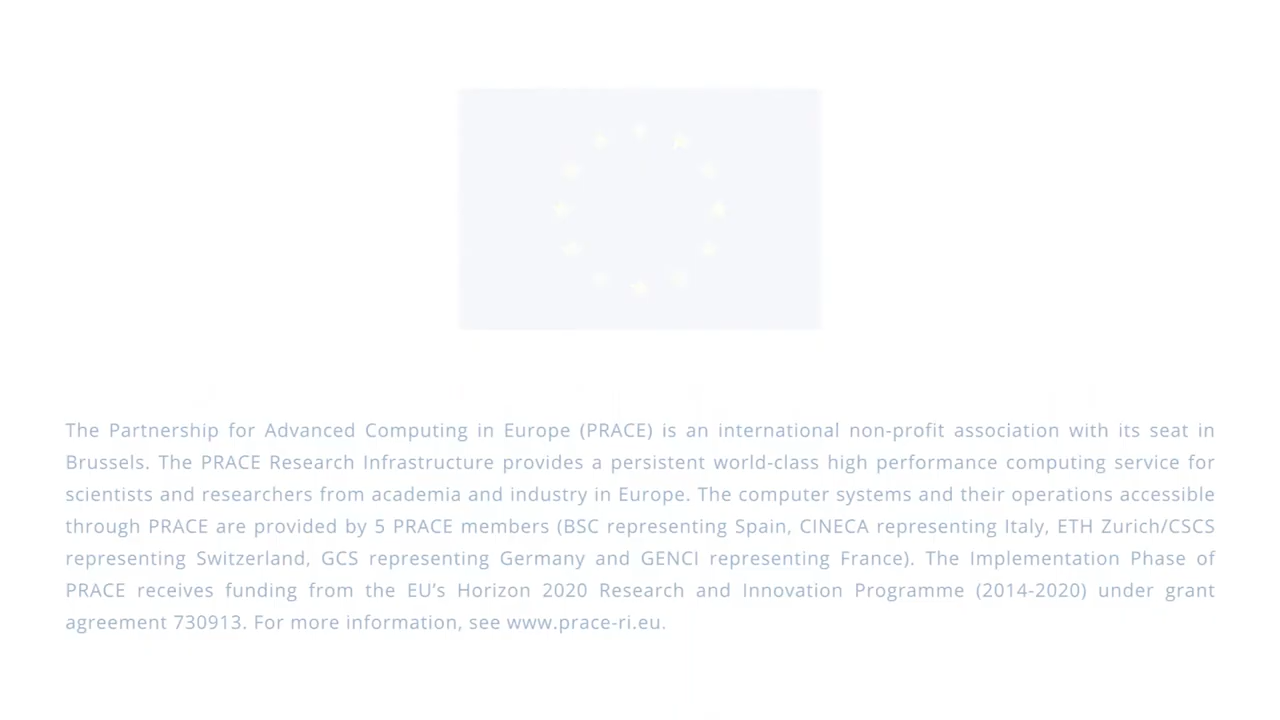 The Partnership for Advanced Computing in Europe (PRACE) is an international non-profit association with its seat in
Brussels. The PRACE Research Infrastructure provides a persistent world-class high performance computing service for
scientists and researchers from academia and industry in Europe. The computer systems and their operations accessible
through PRACE are provided by 5 PRACE members (BSC representing Spain, CINECA representing Italy, ETH Zurich/CSCS
representing Switzerland, GCS representing Germany and GENCI representing France). The Implementation Phase of
PRACE receives funding from the EU’s Horizon 2020 Research and Innovation Programme (2014-2020) under grant
agreement 730913. For more information, see www.prace-ri.eu.